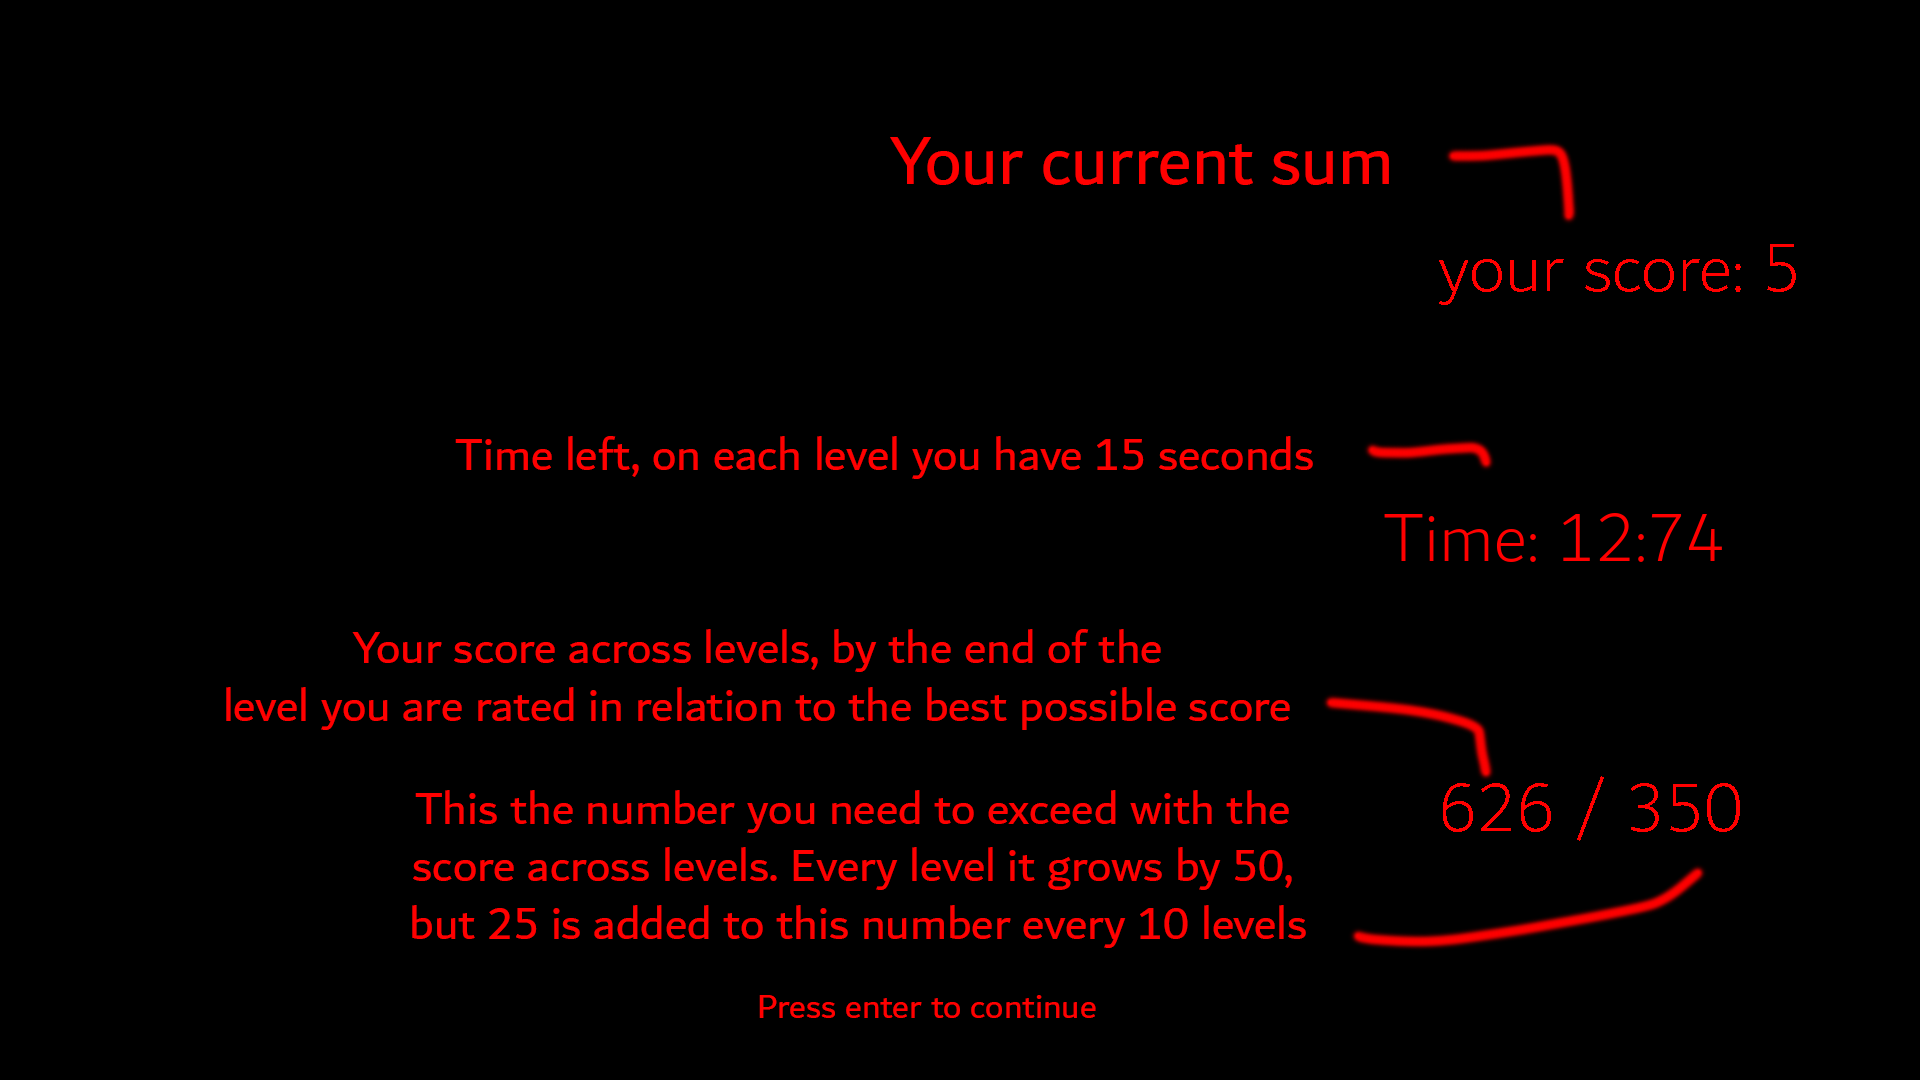 Your current sum
your score: 5
Time left, on each level you have 15 seconds
Time: 12:74
Your score across levels, by the end of the
level you are rated in relation to the best possible score
626 / 350
This the number you need to exceed with the
score across levels. Every level it grows by 50,
but 25 is added to this number every 10 levels
Press enter to continue